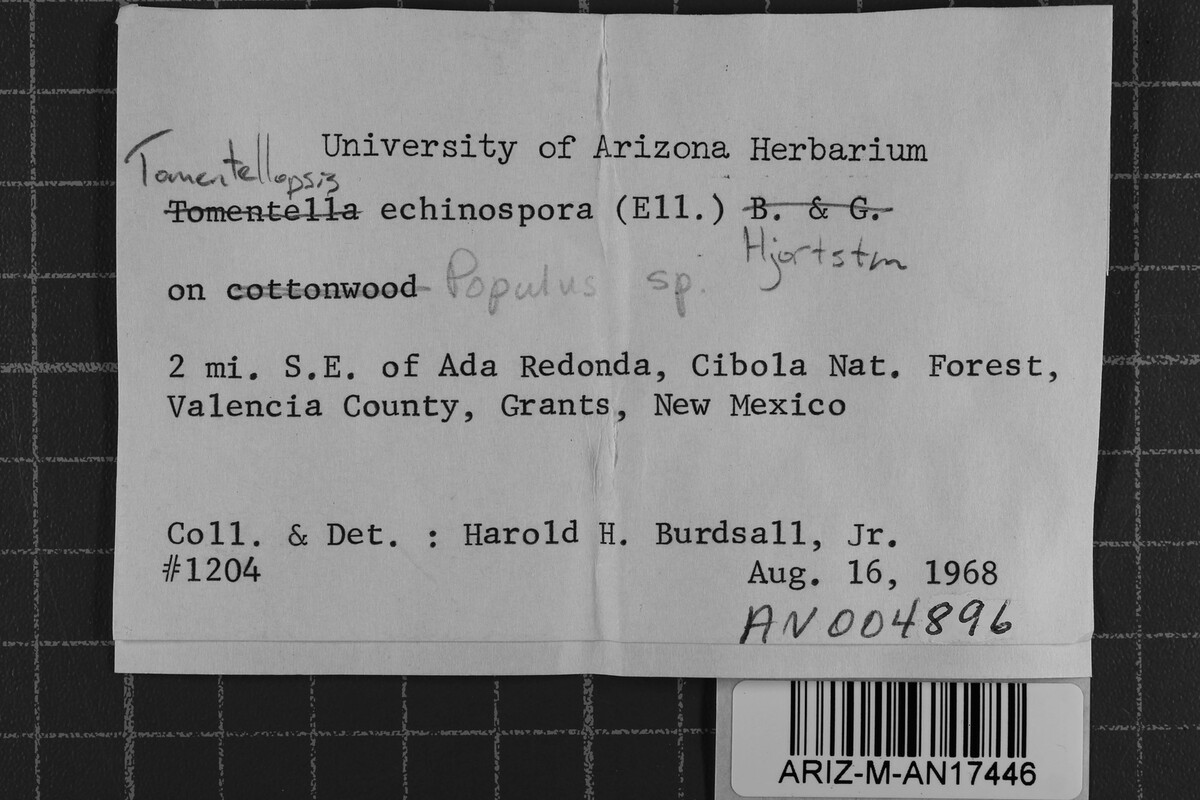 University of Arizona Herbarium
Tomentellopsis
Tomentella echinospora (Ell.) B. & G.
Hjortstm
on cottonwood Populus sp.
2 mi. S.E. of Ada Redonda, Cibola Nat. Forest,
Valencia County, Grants, New Mexico
Coll. & Det. : Harold H. Burdsall, Jr.
#1204 Aug. 16, 1968
AN004896
ARIZ-M-AN17446